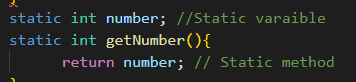 }
static int number; //Static varaible
static int getNumber(){
return number; // Static method
}